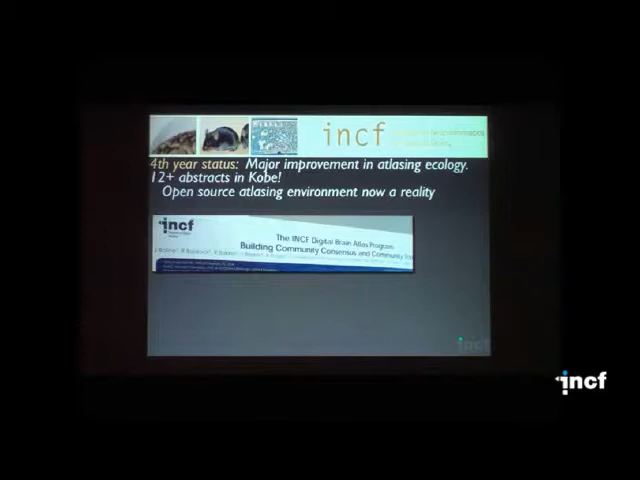 incf
4th year status: Major improvement in atlasing ecology.
12+ abstracts in Kobe!
Open source atlasing environment now a reality
incf
The INCF Digital Brain Atlas Program:
Building Community Consensus and Community
incf
incf